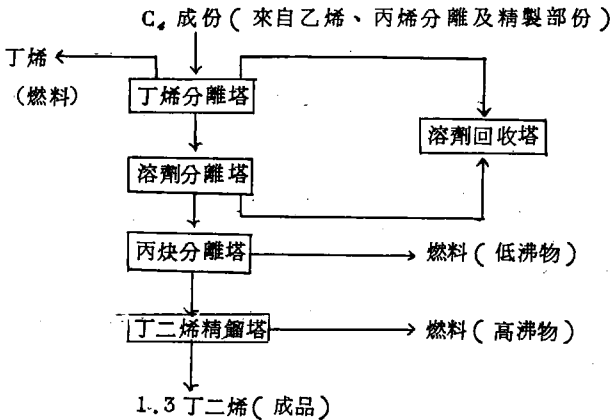 C₄ 成份 ( 來自乙烯、丙烯分離及精製部份 )
丁烯
(燃料)
丁烯分離塔
溶劑回收塔
溶劑分離塔
丙炔分離塔
燃料 ( 低沸物 )
丁二烯精餾塔
燃料 ( 高沸物 )
1.3 丁二烯 ( 成品 )